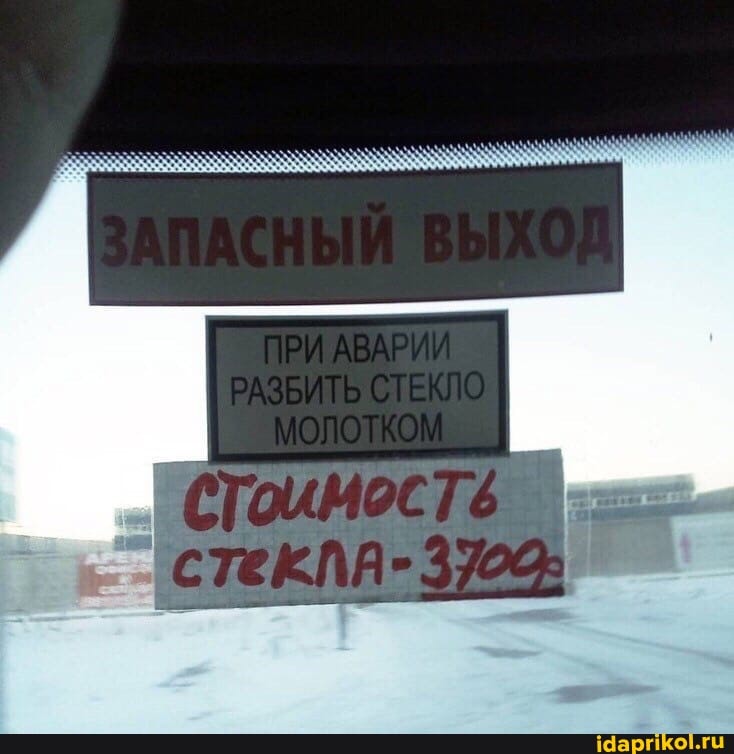 ЗАПАСНЫЙ ВЫХОД
ПРИ АВАРИИ
РАЗБИТЬ СТЕКЛО
МОЛОТКОМ
СТОИМОСТЬ
СТЕКЛА-3700р
idaprikol.ru